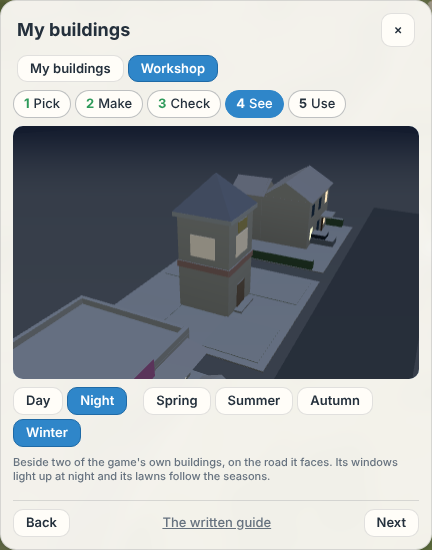 My buildings
×
My buildings Workshop
1 Pick 2 Make 3 Check 4 See 5 Use
Day Night Spring Summer Autumn
Winter
Beside two of the game's own buildings, on the road it faces. Its windows
light up at night and its lawns follow the seasons.
Back The written guide Next